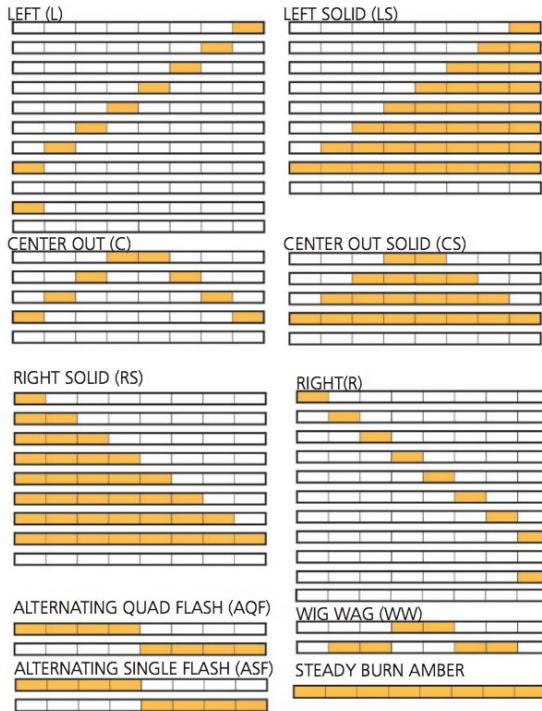 LEFT (L)
LEFT SOLID (LS)
CENTER OUT (C)
CENTER OUT SOLID (CS)
RIGHT SOLID (RS)
RIGHT(R)
ALTERNATING QUAD FLASH (AQF)
WIG WAG (WW)
ALTERNATING SINGLE FLASH (ASF)
STEADY BURN AMBER